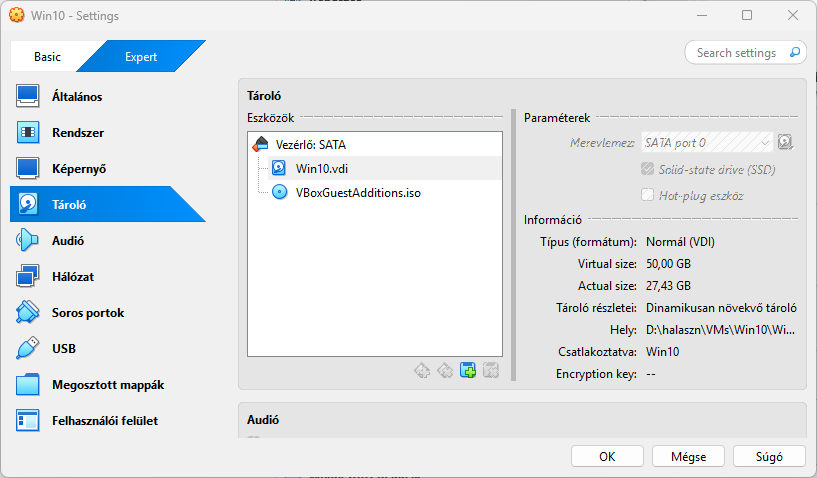 Win10 - Settings
Basic
Expert
Search settings
Általános
Rendszer
Képernyő
Tároló
Audió
Hálózat
Soros portok
USB
Megosztott mappák
Felhasználói felület
Tároló
Eszközök
Vezérlő: SATA
Win10.vdi
VBoxGuestAdditions.iso
Paraméterek
Merevlemez: SATA port 0
Solid-state drive (SSD)
Hot-plug eszköz
Információ
Típus (formátum): Normál (VDI)
Virtual size: 50,00 GB
Actual size: 27,43 GB
Tároló részletei: Dinamikusan növekvő tároló
Hely: D:\halaszn\VMs\Win10\Wi...
Csatlakoztatva: Win10
Encryption key: --
Audió
OK
Mégse
Súgó